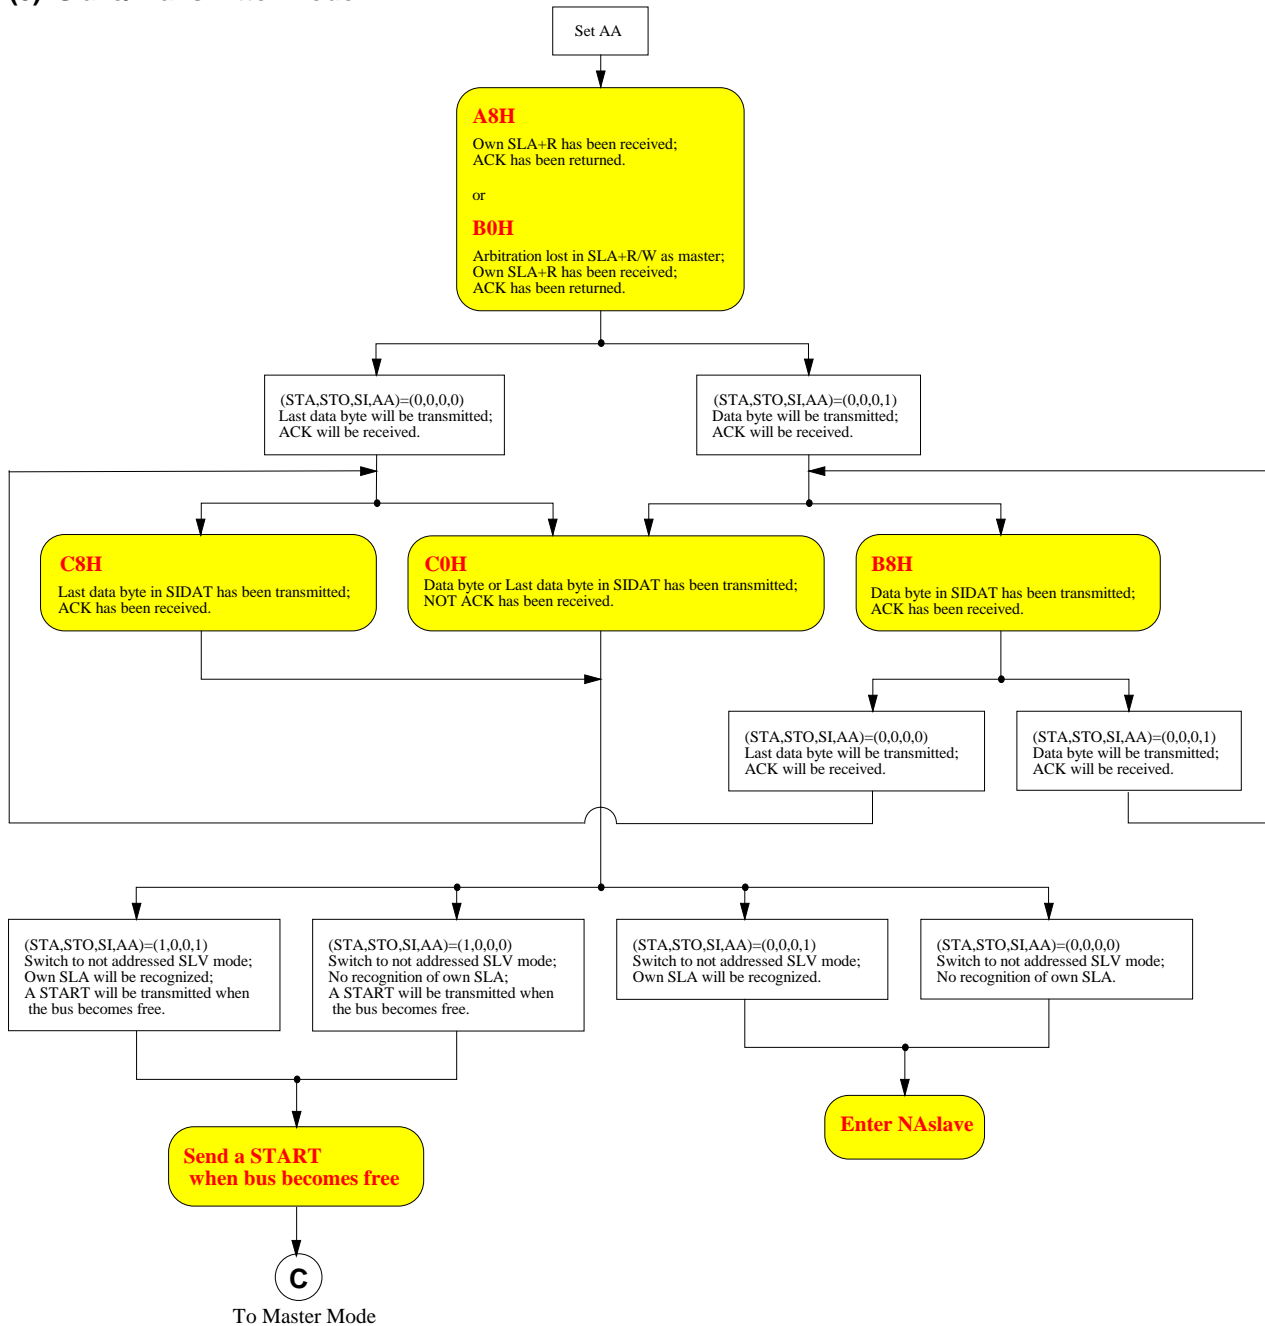 Set AA
A8H
Own SLA+R has been received;
ACK has been returned.
or
B0H
Arbitration lost in SLA+R/W as master;
Own SLA+R has been received;
ACK has been returned.
(STA,STO,SI,AA)=(0,0,0,0)
Last data byte will be transmitted;
ACK will be received.
(STA,STO,SI,AA)=(0,0,0,1)
Data byte will be transmitted;
ACK will be received.
C8H
Last data byte in SIDAT has been transmitted;
ACK has been received.
C0H
Data byte or Last data byte in SIDAT has been transmitted;
NOT ACK has been received.
B8H
Data byte in SIDAT has been transmitted;
ACK has been received.
(STA,STO,SI,AA)=(0,0,0,0)
Last data byte will be transmitted;
ACK will be received.
(STA,STO,SI,AA)=(0,0,0,1)
Data byte will be transmitted;
ACK will be received.
(STA,STO,SI,AA)=(1,0,0,1)
Switch to not addressed SLV mode;
Own SLA will be recognized;
A START will be transmitted when
the bus becomes free.
(STA,STO,SI,AA)=(1,0,0,0)
Switch to not addressed SLV mode;
No recognition of own SLA;
A START will be transmitted when
the bus becomes free.
(STA,STO,SI,AA)=(0,0,0,1)
Switch to not addressed SLV mode;
Own SLA will be recognized.
(STA,STO,SI,AA)=(0,0,0,0)
Switch to not addressed SLV mode;
No recognition of own SLA.
Send a START
when bus becomes free
Enter NAslave
C
To Master Mode